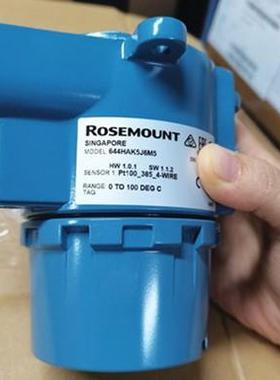 ROSEMOUNT
SINGAPORE
MODEL: 644HAK5J6M5
HW 1.0.1 SW 1.1.2
SENSOR 1: Pt100_385_4-WIRE
RANGE: 0 TO 100 DEG C
TAG: